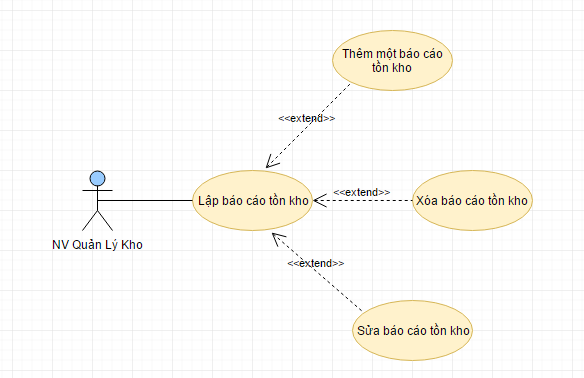 Thêm một báo cáo
tồn kho
<<extend>>
Lập báo cáo tồn kho
<<extend>>
Xóa báo cáo tồn kho
NV Quản Lý Kho
<<extend>>
Sửa báo cáo tồn kho